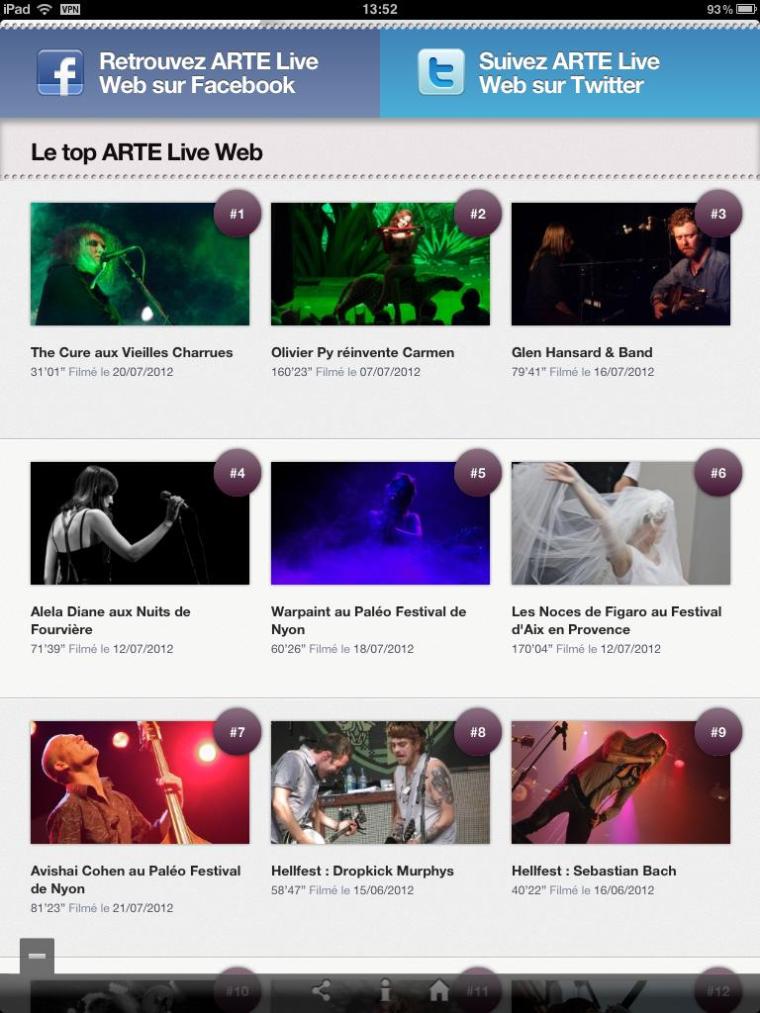 iPad VPN 13:52 93%
Retrouvez ARTE Live
Web sur Facebook
Suivez ARTE Live
Web sur Twitter
Le top ARTE Live Web
#1
#2
#3
The Cure aux Vieilles Charrues
31'01" Filmé le 20/07/2012
Olivier Py réinvente Carmen
160'23" Filmé le 07/07/2012
Glen Hansard & Band
79'41" Filmé le 16/07/2012
#4
#5
#6
Alela Diane aux Nuits de
Fourvière
71'39" Filmé le 12/07/2012
Warpaint au Paléo Festival de
Nyon
60'26" Filmé le 18/07/2012
Les Noces de Figaro au Festival
d'Aix en Provence
170'04" Filmé le 12/07/2012
#7
#8
#9
Avishai Cohen au Paléo Festival
de Nyon
81'23" Filmé le 21/07/2012
Hellfest : Dropkick Murphys
58'47" Filmé le 15/06/2012
Hellfest : Sebastian Bach
40'22" Filmé le 16/06/2012
#10
#11
#12